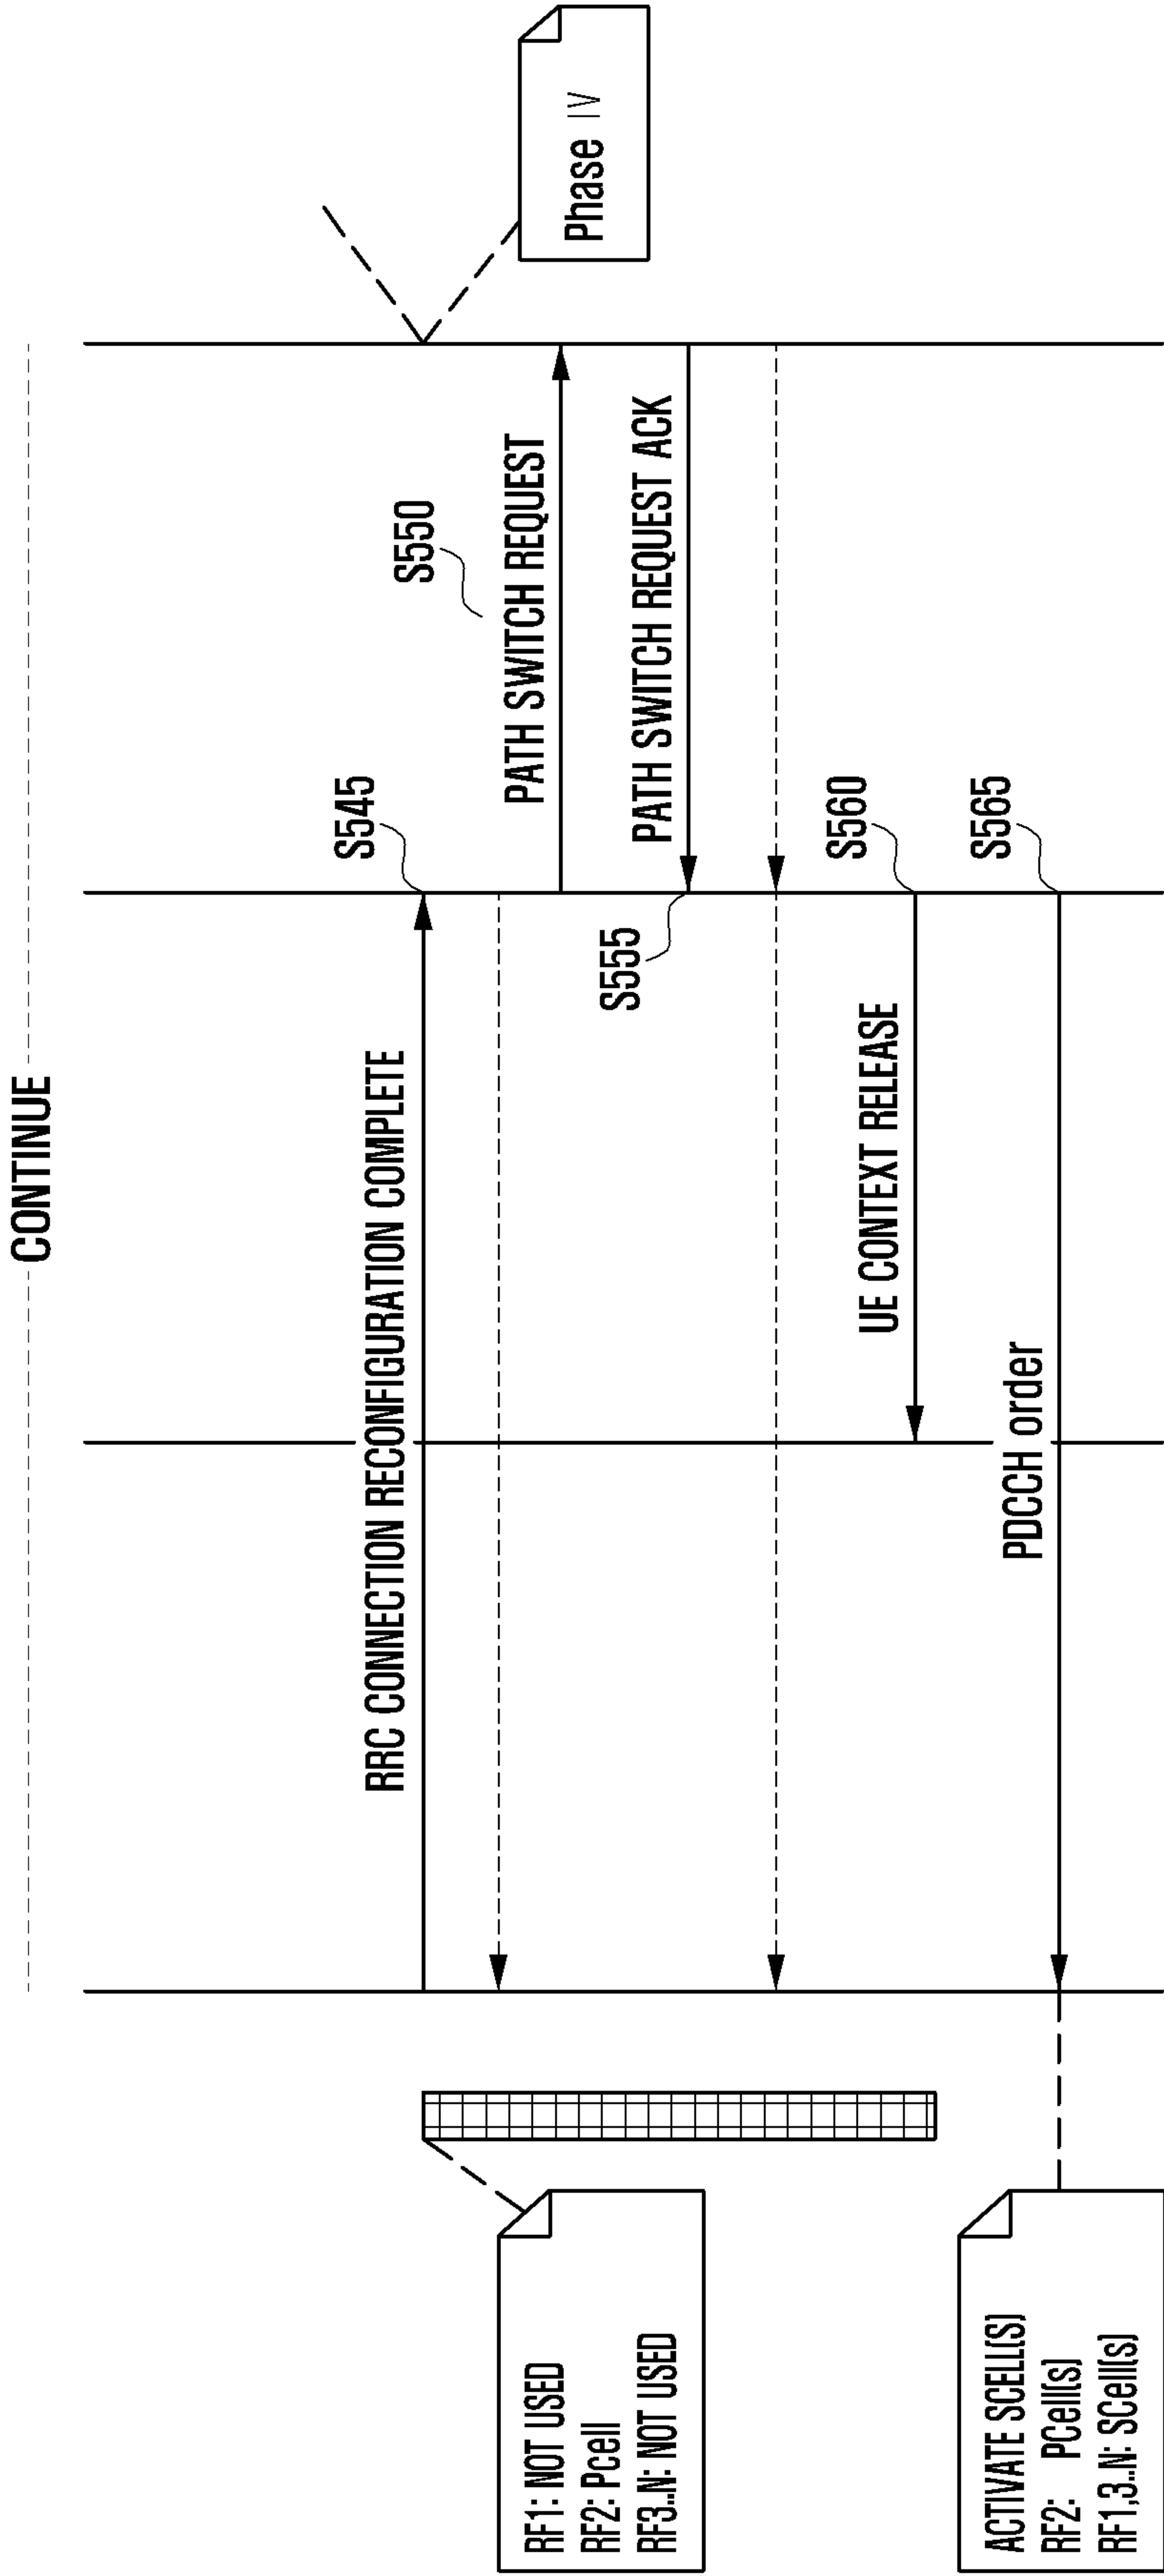 CONTINUE
S545
RRC CONNECTION RECONFIGURATION COMPLETE
S550
PATH SWITCH REQUEST
Phase IV
RF1: NOT USED
RF2: Pcell
RF3..N: NOT USED
PATH SWITCH REQUEST ACK
S555
S560
UE CONTEXT RELEASE
S565
PDCCH order
ACTIVATE SCELL(S)
RF2: PCell(s)
RF1,3..N: SCell(s)